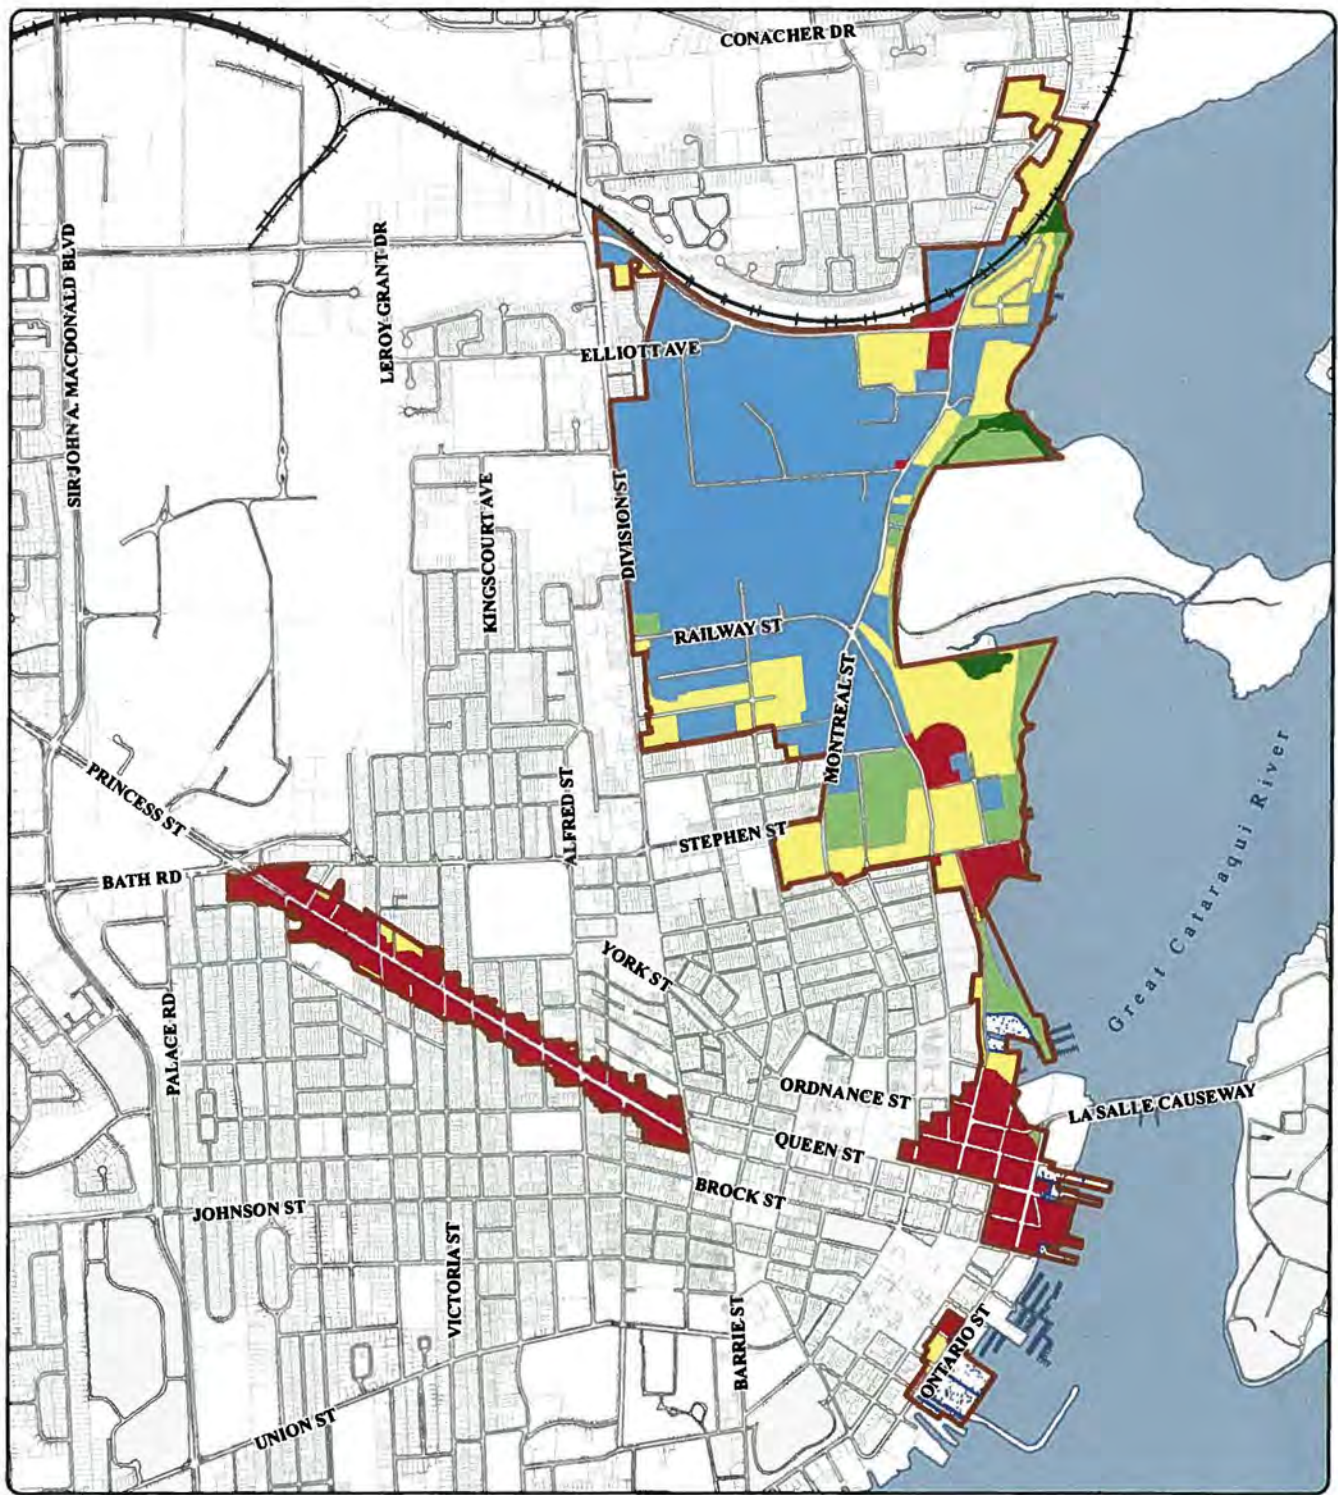 CONACHER DR
SIR JOHN A. MACDONALD BLVD
LEROY GRANT DR
ELLIOTT AVE
KINGSCOURT AVE
DIVISION ST
RAILWAY ST
MONTREAL ST
PRINCESS ST
ALFRED ST
STEPHEN ST
BATH RD
Great Cataraqui River
YORK ST
PALACE RD
ORDNANCE ST
LA SALLE CAUSEWAY
QUEEN ST
BROCK ST
JOHNSON ST
VICTORIA ST
BARRIE ST
ONTARIO ST
UNION ST